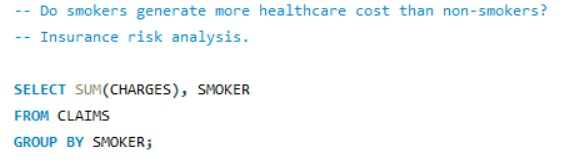 -- Do smokers generate more healthcare cost than non-smokers?
-- Insurance risk analysis.
SELECT SUM(CHARGES), SMOKER
FROM CLAIMS
GROUP BY SMOKER;